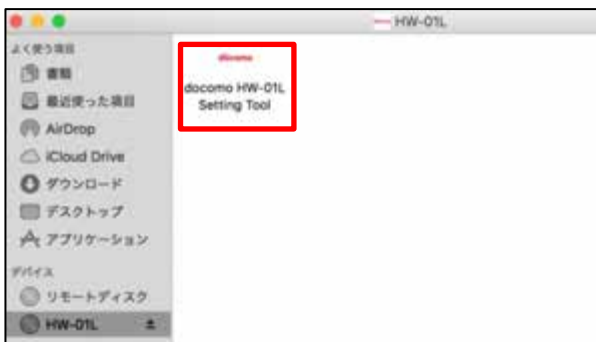 HW-01L
よく使う項目
書類
最近使った項目
AirDrop
iCloud Drive
ダウンロード
デスクトップ
アプリケーション
デバイス
リモートディスク
HW-01L
docomo
docomo HW-01L
Setting Tool